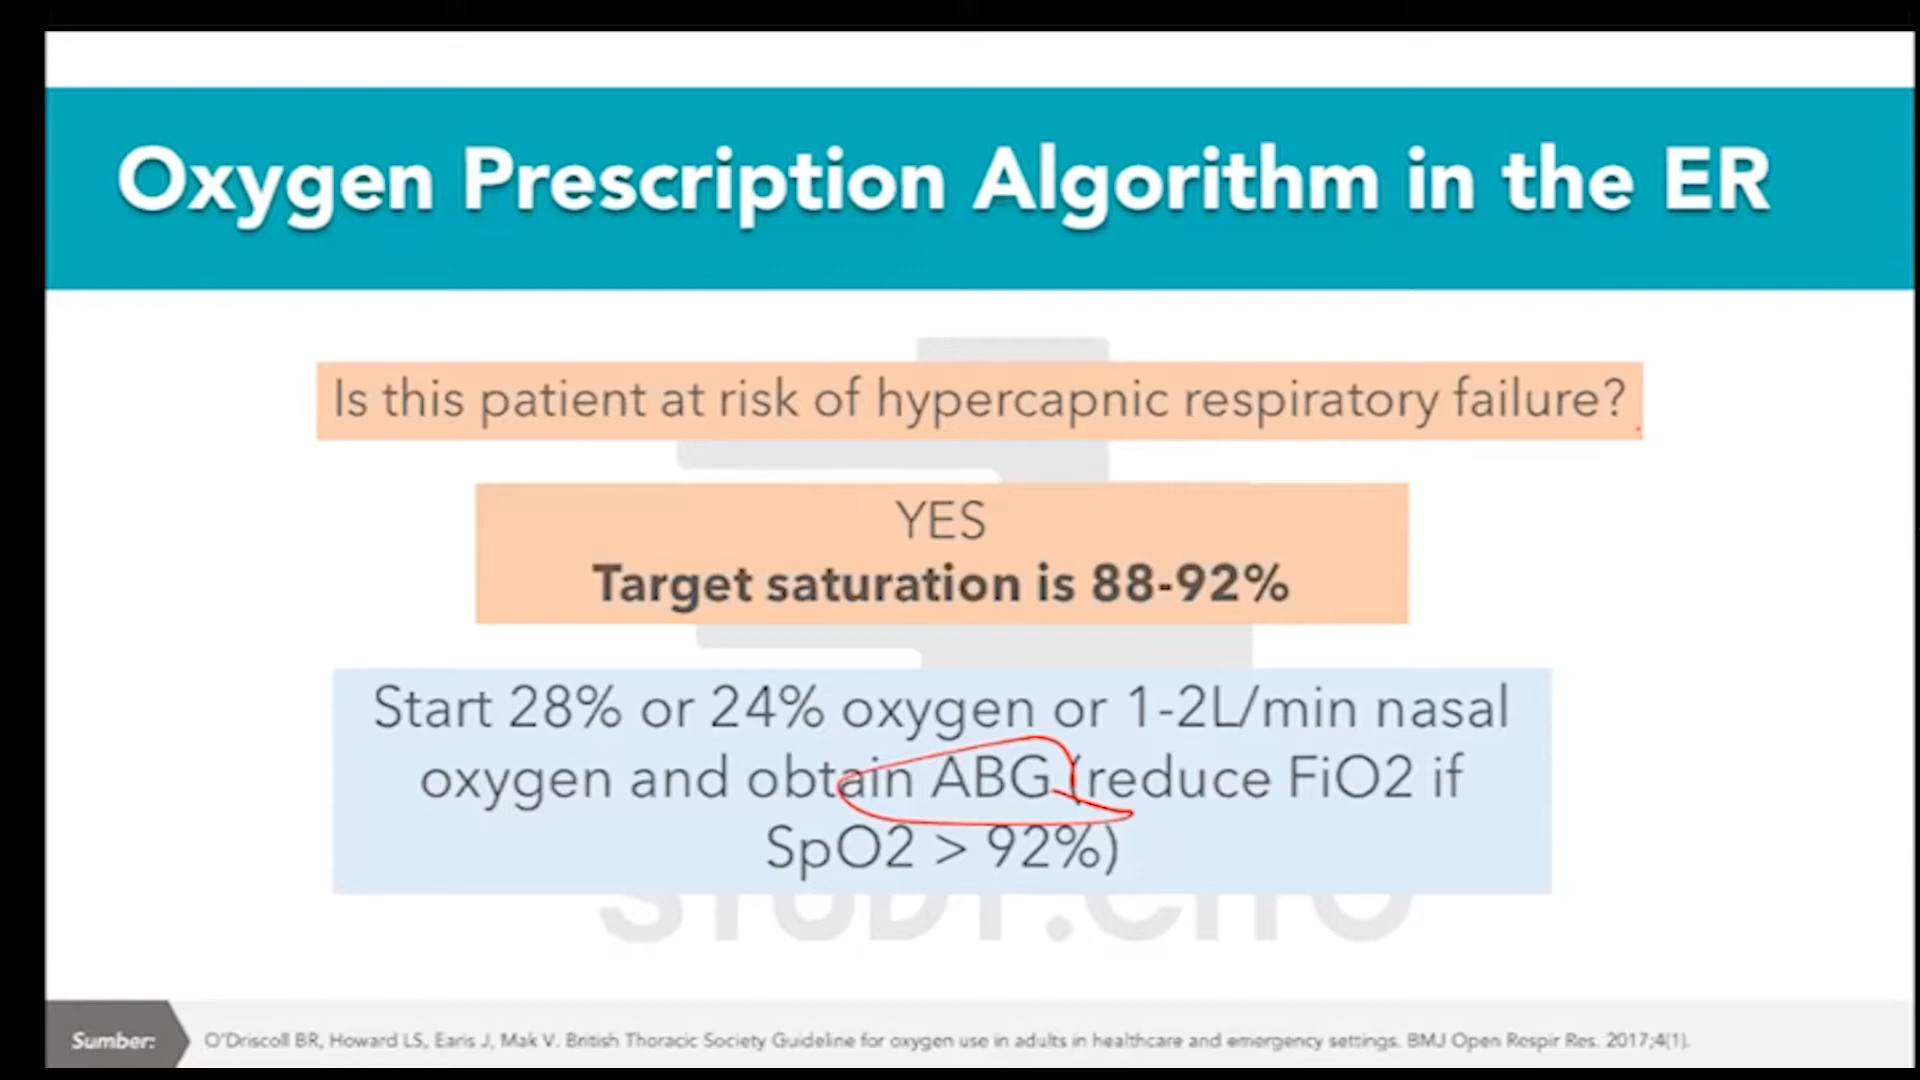 Oxygen Prescription Algorithm in the ER
Is this patient at risk of hypercapnic respiratory failure?
YES
Target saturation is 88-92%
Start 28% or 24% oxygen or 1-2L/min nasal
oxygen and obtain ABG (reduce FiO2 if
SpO2 > 92%)
STUDY.CITO
Sumber:
O'Driscoll BR, Howard LS, Earis J, Mak V. British Thoracic Society Guideline for oxygen use in adults in healthcare and emergency settings. BMJ Open Respir Res. 2017;4(1).